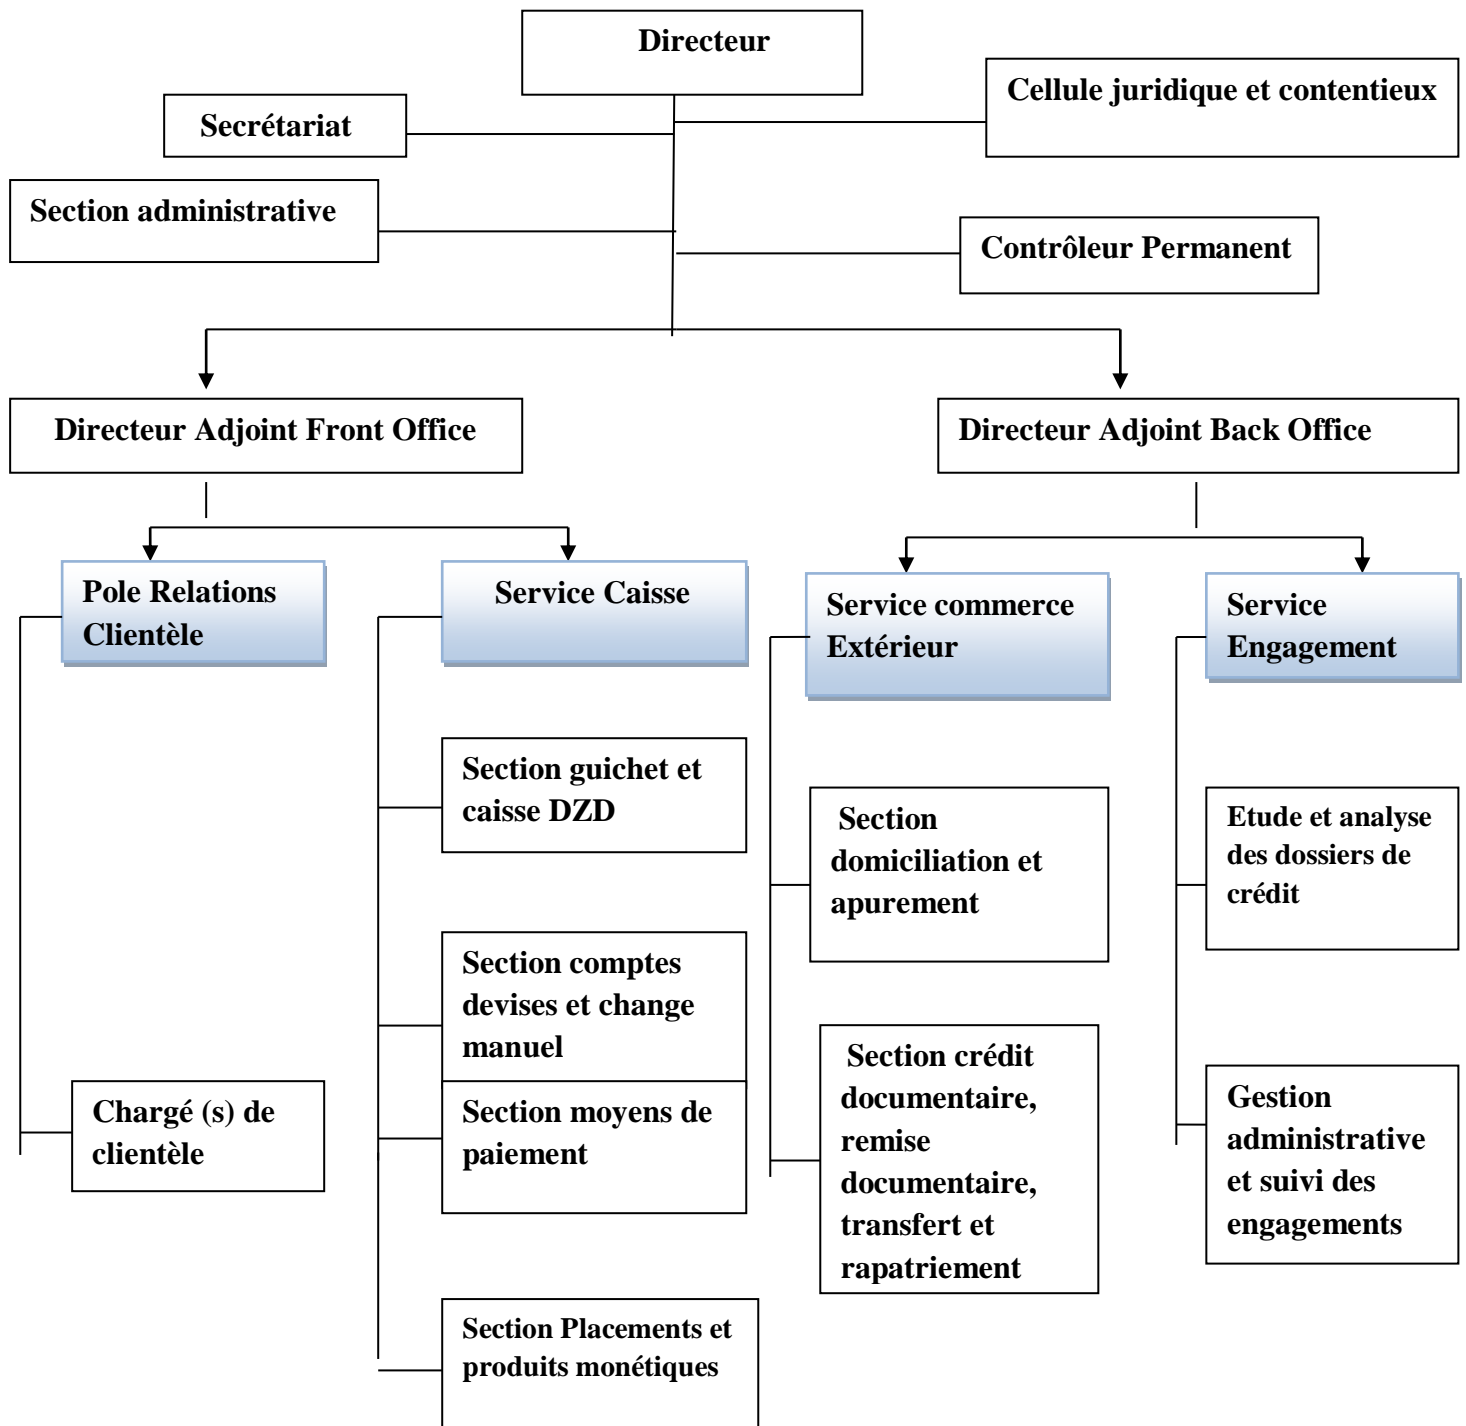 Directeur
Cellule juridique et contentieux
Secrétariat
Section administrative
Contrôleur Permanent
Directeur Adjoint Front Office
Directeur Adjoint Back Office
Pole Relations
Clientèle
Service Caisse
Service commerce
Extérieur
Service
Engagement
Section guichet et
caisse DZD
Section
domiciliation et
apurement
Etude et analyse
des dossiers de
crédit
Section comptes
devises et change
manuel
Section crédit
documentaire,
remise
documentaire,
transfert et
rapatriement
Chargé (s) de
clientèle
Section moyens de
paiement
Gestion
administrative
et suivi des
engagements
Section Placements et
produits monétiques